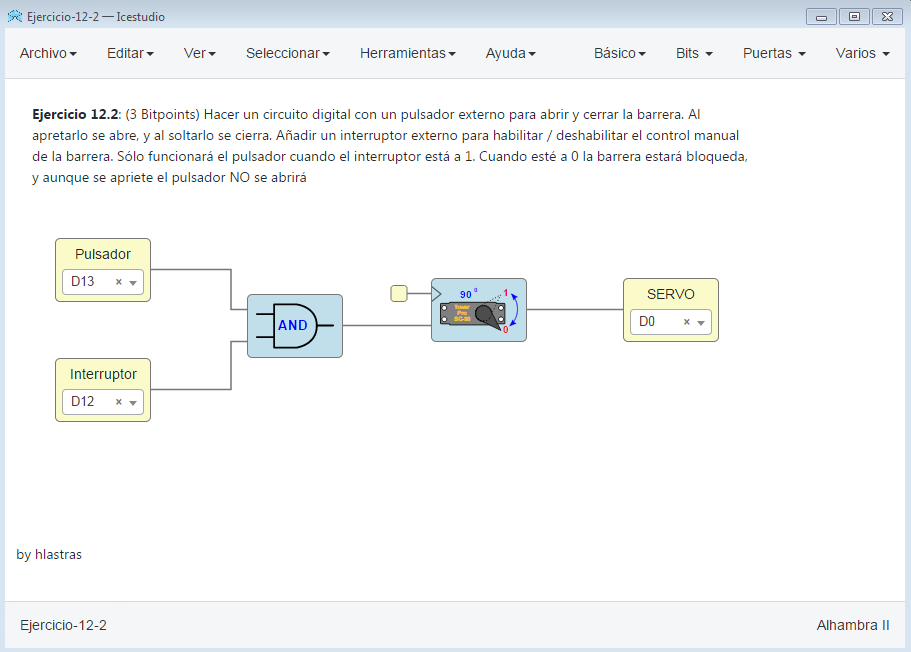 Ejercicio-12-2 — Icestudio
Archivo Editar Ver Seleccionar Herramientas Ayuda Básico Bits Puertas Varios
Ejercicio 12.2: (3 Bitpoints) Hacer un circuito digital con un pulsador externo para abrir y cerrar la barrera. Al
apretarlo se abre, y al soltarlo se cierra. Añadir un interruptor externo para habilitar / deshabilitar el control manual
de la barrera. Sólo funcionará el pulsador cuando el interruptor está a 1. Cuando esté a 0 la barrera estará bloqueda,
y aunque se apriete el pulsador NO se abrirá
Pulsador
D13 ×
AND
Interruptor
D12 ×
90 º 1
Tower
Pro
SG-90
0
SERVO
D0 ×
by hlastras
Ejercicio-12-2 Alhambra II